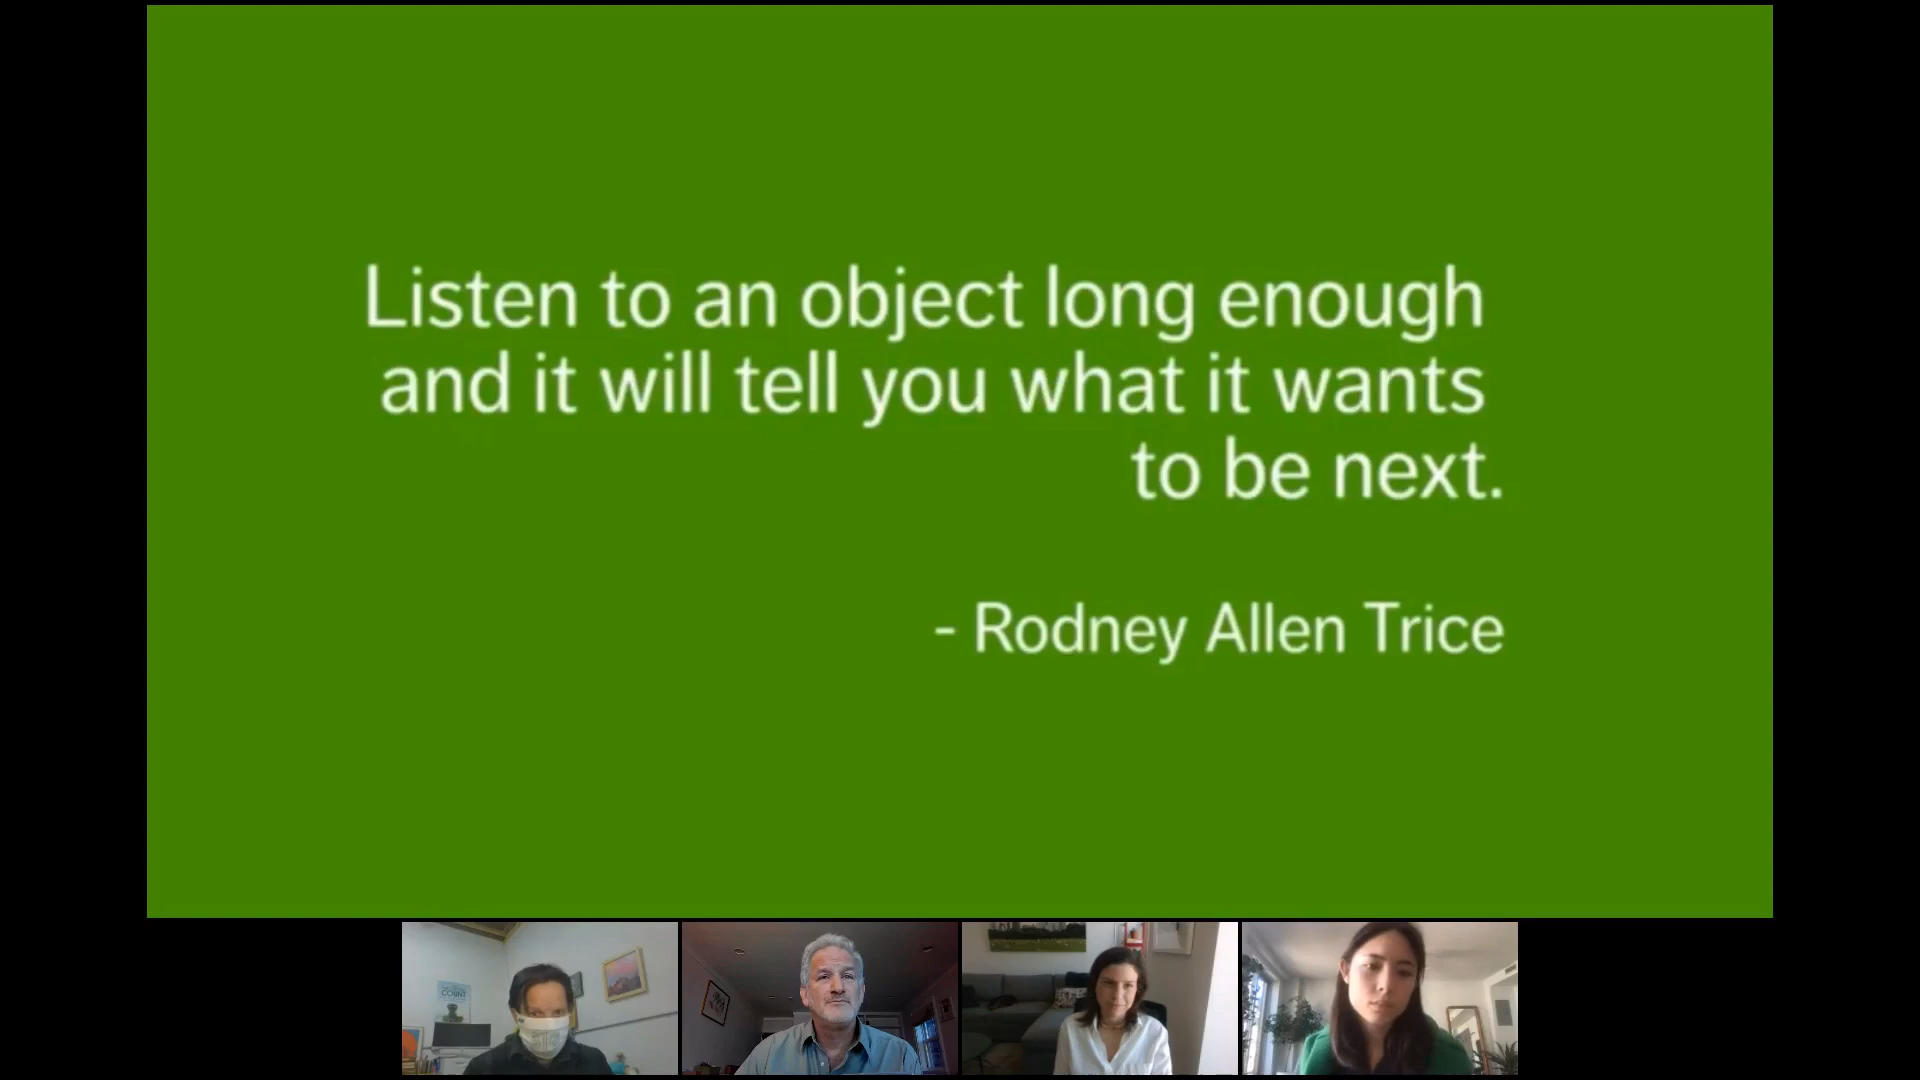 Listen to an object long enough
and it will tell you what it wants
to be next.
- Rodney Allen Trice
COUNT